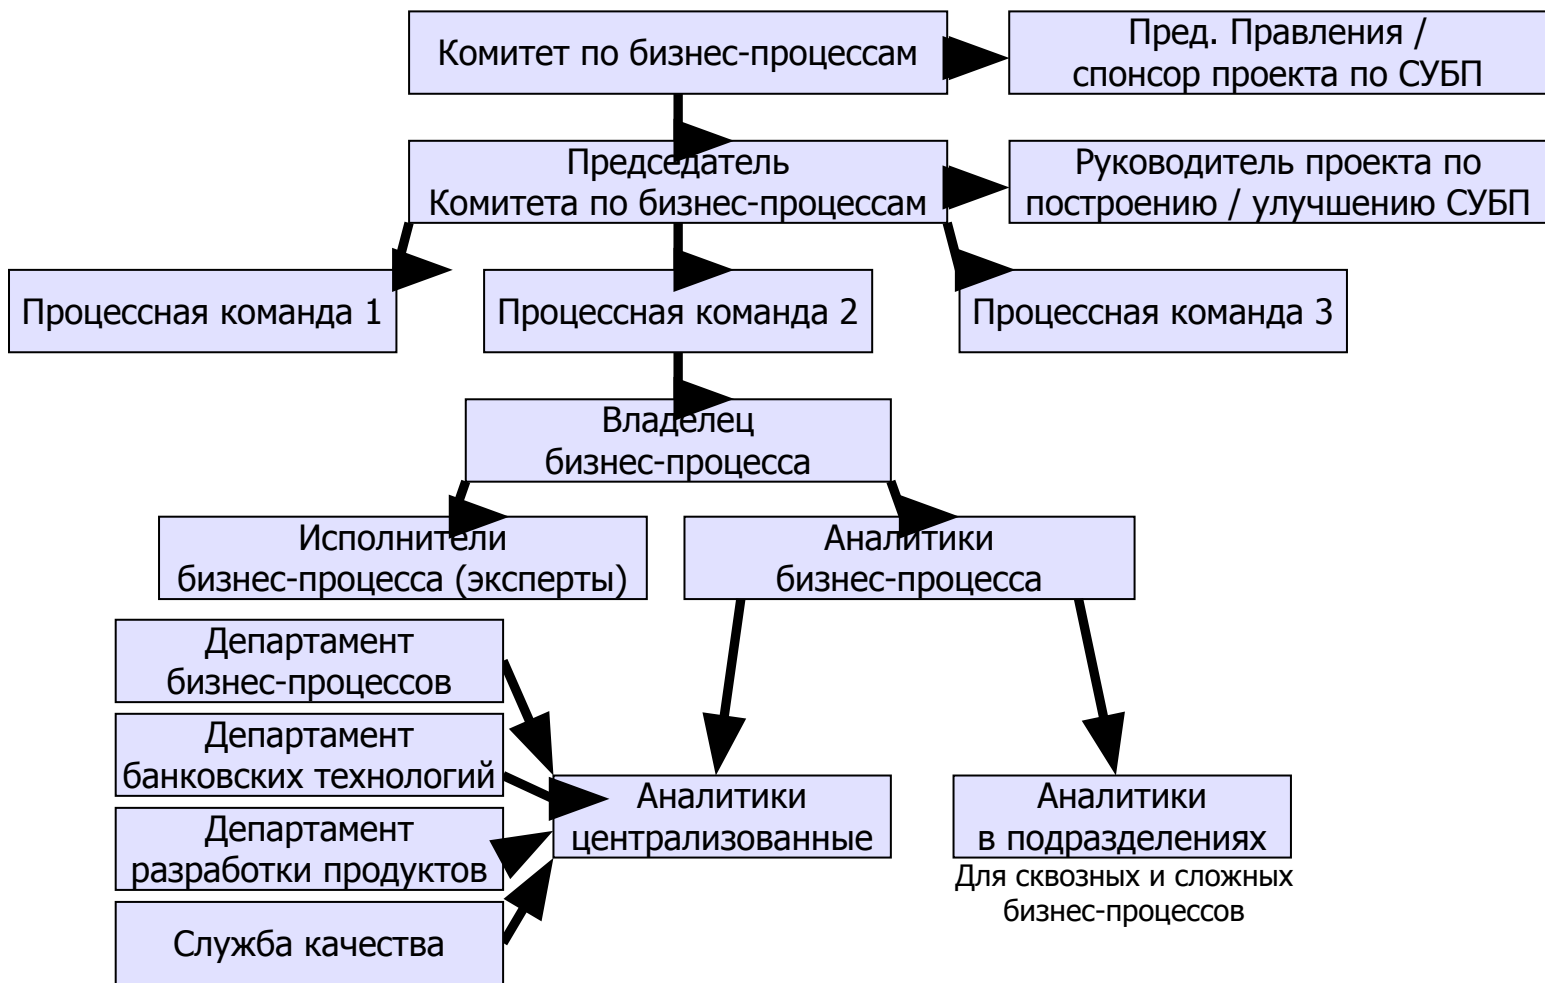 Комитет по бизнес-процессам
Пред. Правления /
спонсор проекта по СУБП
Председатель
Комитета по бизнес-процессам
Руководитель проекта по
построению / улучшению СУБП
Процессная команда 1
Процессная команда 2
Процессная команда 3
Владелец
бизнес-процесса
Исполнители
бизнес-процесса (эксперты)
Аналитики
бизнес-процесса
Департамент
бизнес-процессов
Департамент
банковских технологий
Департамент
разработки продуктов
Служба качества
Аналитики
централизованные
Аналитики
в подразделениях
Для сквозных и сложных
бизнес-процессов